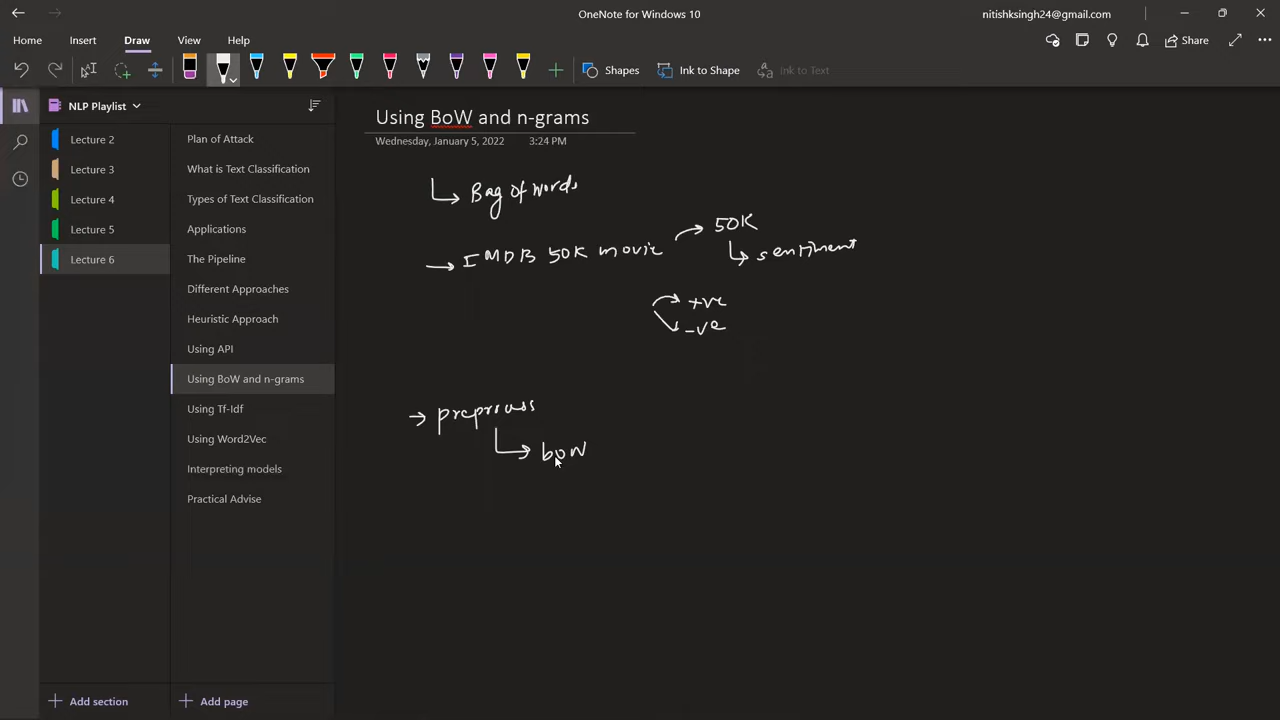 OneNote for Windows 10
nitishksingh24@gmail.com
Home Insert Draw View Help
Share
Shapes Ink to Shape Ink to Text
NLP Playlist
Lecture 2
Lecture 3
Lecture 4
Lecture 5
Lecture 6
Plan of Attack
What is Text Classification
Types of Text Classification
Applications
The Pipeline
Different Approaches
Heuristic Approach
Using API
Using BoW and n-grams
Using Tf-Idf
Using Word2Vec
Interpreting models
Practical Advise
Add section
Add page
Using BoW and n-grams
Wednesday, January 5, 2022 3:24 PM
Bag of words
IMDB 50K movie
50K
sentiment
+ve
-ve
preprocess
boW